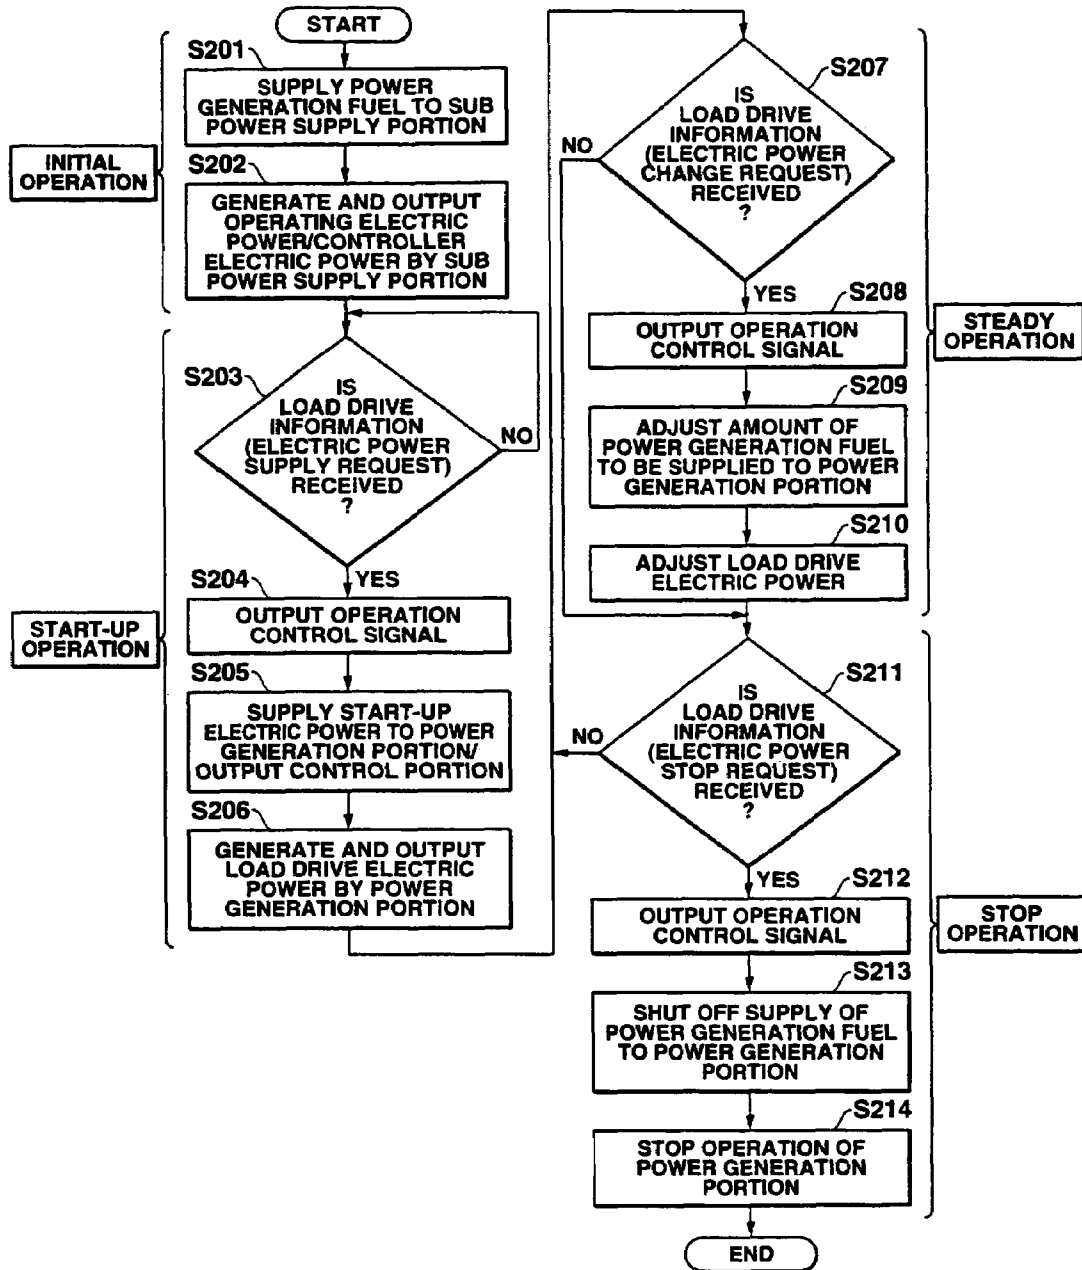 START
S201
SUPPLY POWER
GENERATION FUEL TO SUB
POWER SUPPLY PORTION
INITIAL
OPERATION
S202
GENERATE AND OUTPUT
OPERATING ELECTRIC
POWER/CONTROLLER
ELECTRIC POWER BY SUB
POWER SUPPLY PORTION
S203
IS
LOAD DRIVE
INFORMATION
(ELECTRIC POWER
SUPPLY REQUEST)
RECEIVED
?
NO
YES
START-UP
OPERATION
S204
OUTPUT OPERATION
CONTROL SIGNAL
S205
SUPPLY START-UP
ELECTRIC POWER TO POWER
GENERATION PORTION/
OUTPUT CONTROL PORTION
S206
GENERATE AND OUTPUT
LOAD DRIVE ELECTRIC
POWER BY POWER
GENERATION PORTION
S207
IS
LOAD DRIVE
INFORMATION
(ELECTRIC POWER
CHANGE REQUEST)
RECEIVED
?
NO
YES
S208
OUTPUT OPERATION
CONTROL SIGNAL
STEADY
OPERATION
S209
ADJUST AMOUNT OF
POWER GENERATION FUEL
TO BE SUPPLIED TO POWER
GENERATION PORTION
S210
ADJUST LOAD DRIVE
ELECTRIC POWER
S211
IS
LOAD DRIVE
INFORMATION
(ELECTRIC POWER
STOP REQUEST)
RECEIVED
?
NO
YES
S212
OUTPUT OPERATION
CONTROL SIGNAL
STOP
OPERATION
S213
SHUT OFF SUPPLY OF
POWER GENERATION FUEL
TO POWER GENERATION
PORTION
S214
STOP OPERATION OF
POWER GENERATION
PORTION
END